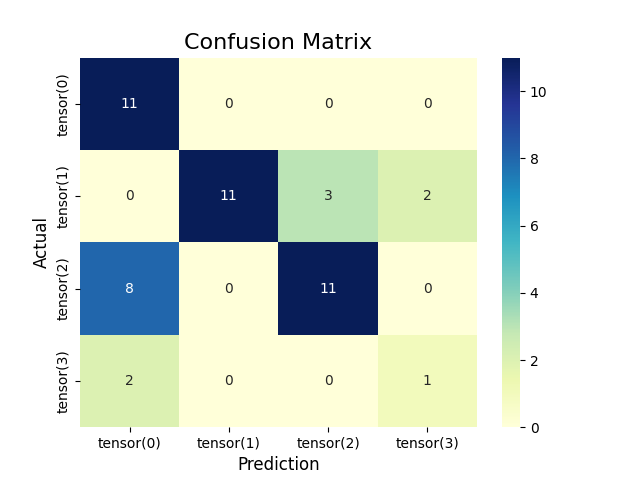 Confusion Matrix
tensor(0) 11 0 0 0
tensor(1) 0 11 3 2
tensor(2) 8 0 11 0
tensor(3) 2 0 0 1
tensor(0) tensor(1) tensor(2) tensor(3)
Actual
Prediction
10
8
6
4
2
0